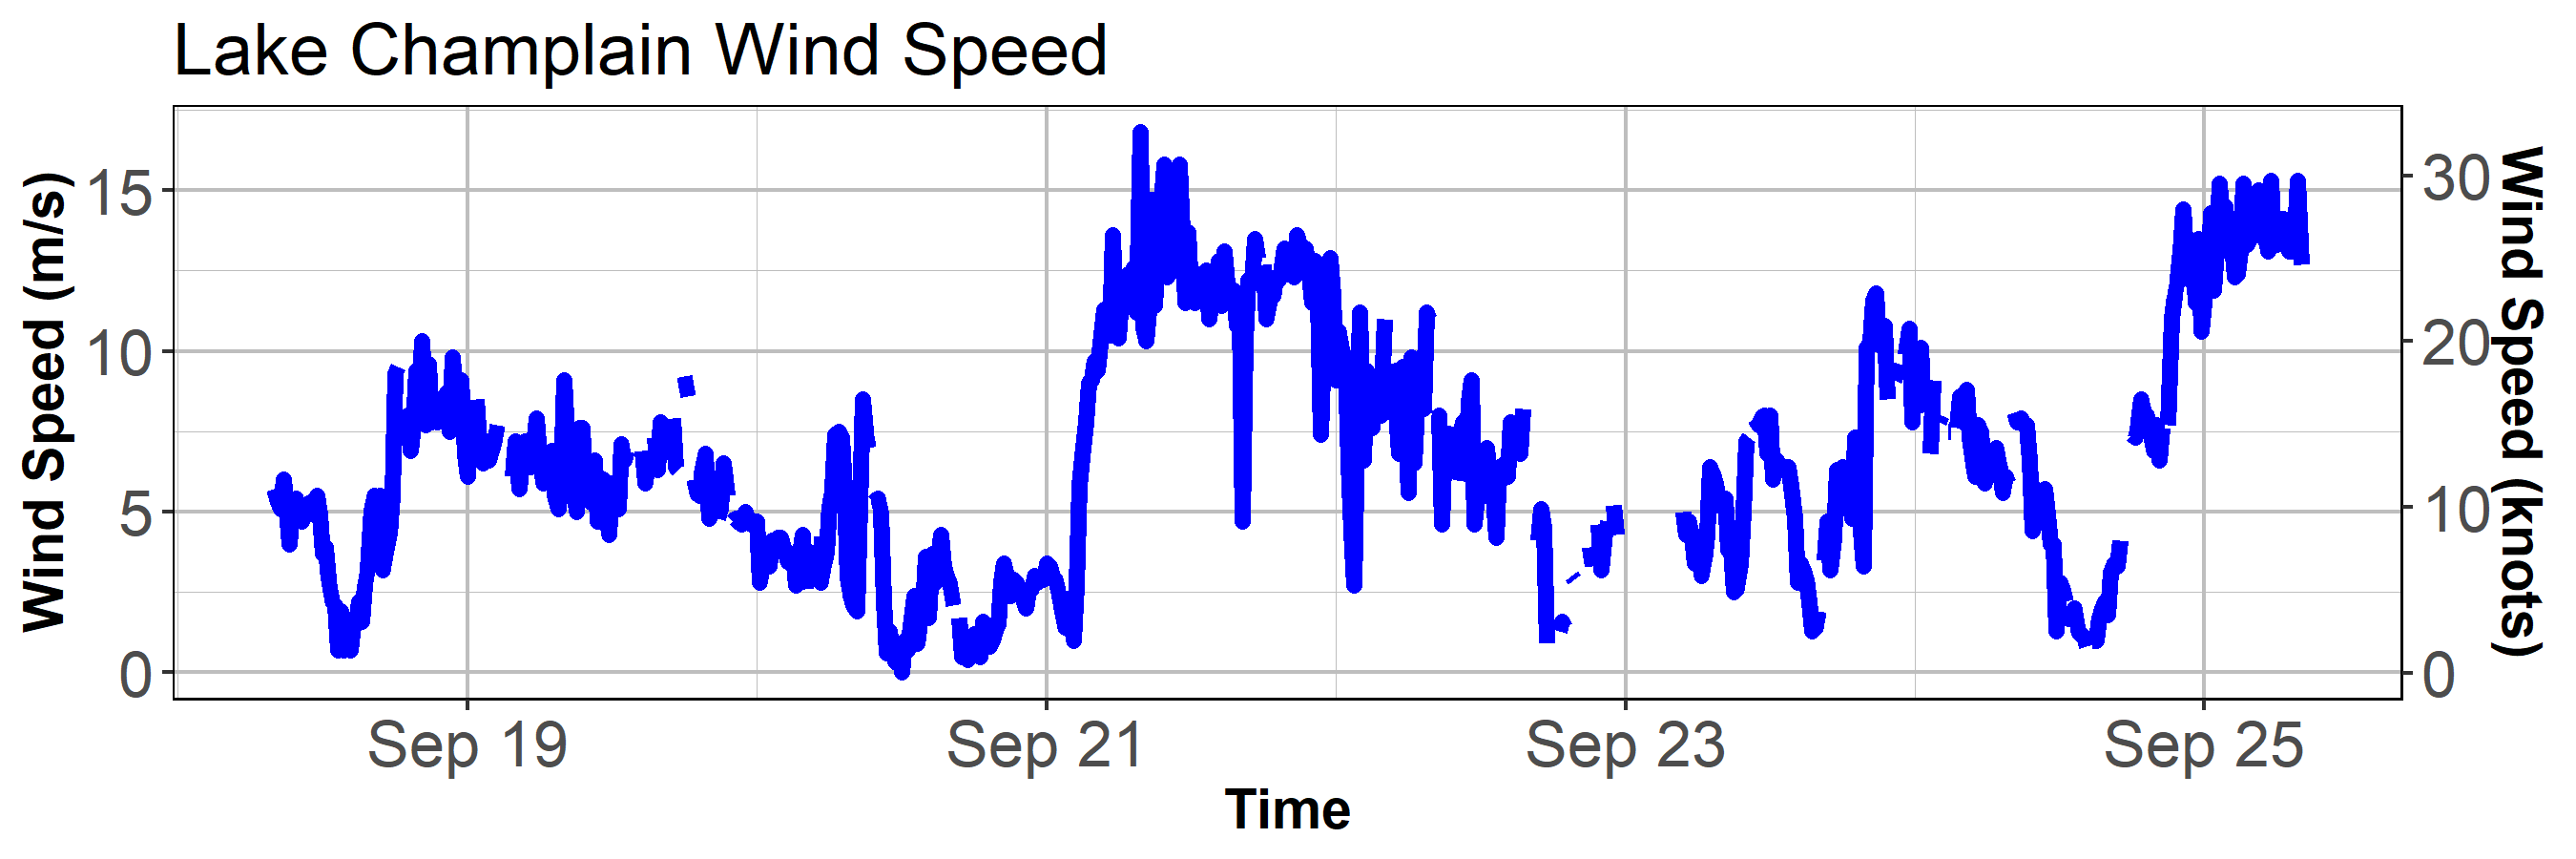 Lake Champlain Wind Speed
Wind Speed (m/s)
15
10
5
0
30
20
10
0
Wind Speed (knots)
Sep 19
Sep 21
Sep 23
Sep 25
Time